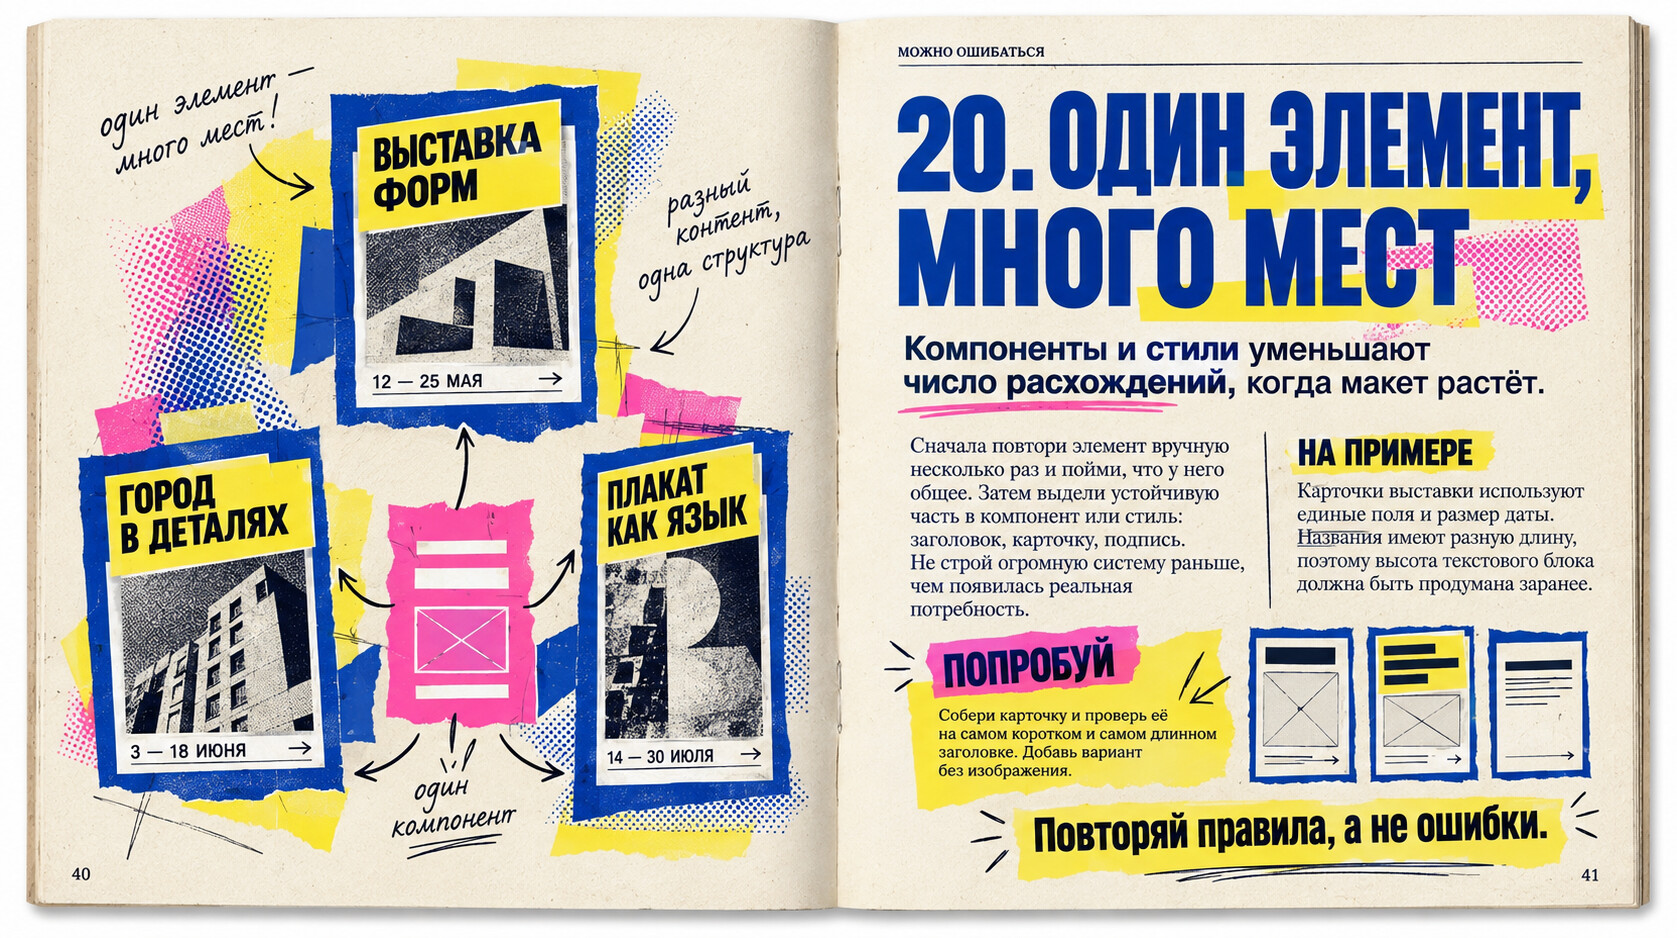 один элемент —
много мест!
ВЫСТАВКА
ФОРМ
12 — 25 МАЯ
разный
контент,
одна структура
ГОРОД
В ДЕТАЛЯХ
3 — 18 ИЮНЯ
ПЛАКАТ
КАК ЯЗЫК
14 — 30 ИЮЛЯ
один
компонент
40
МОЖНО ОШИБАТЬСЯ
20. ОДИН ЭЛЕМЕНТ,
МНОГО МЕСТ
Компоненты и стили уменьшают
число расхождений, когда макет растёт.
Сначала повтори элемент вручную
несколько раз и пойми, что у него
общее. Затем выдели устойчивую
часть в компонент или стиль:
заголовок, карточку, подпись.
Не строй огромную систему раньше,
чем появилась реальная
потребность.
НА ПРИМЕРЕ
Карточки выставки используют
единые поля и размер даты.
Названия имеют разную длину,
поэтому высота текстового блока
должна быть продумана заранее.
ПОПРОБУЙ
Собери карточку и проверь её
на самом коротком и самом длинном
заголовке. Добавь вариант
без изображения.
Повторяй правила, а не ошибки.
41